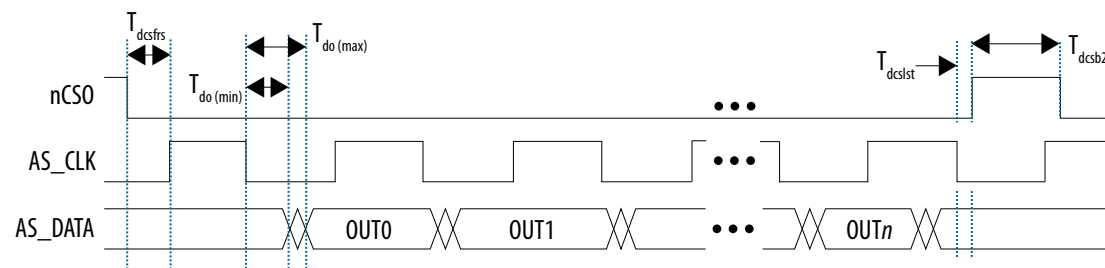 Tdcsfrs
Tdo (max)
Tdo (min)
Tdcslst
Tdcsb2
nCSO
AS_CLK
AS_DATA
OUT0
OUT1
OUTn